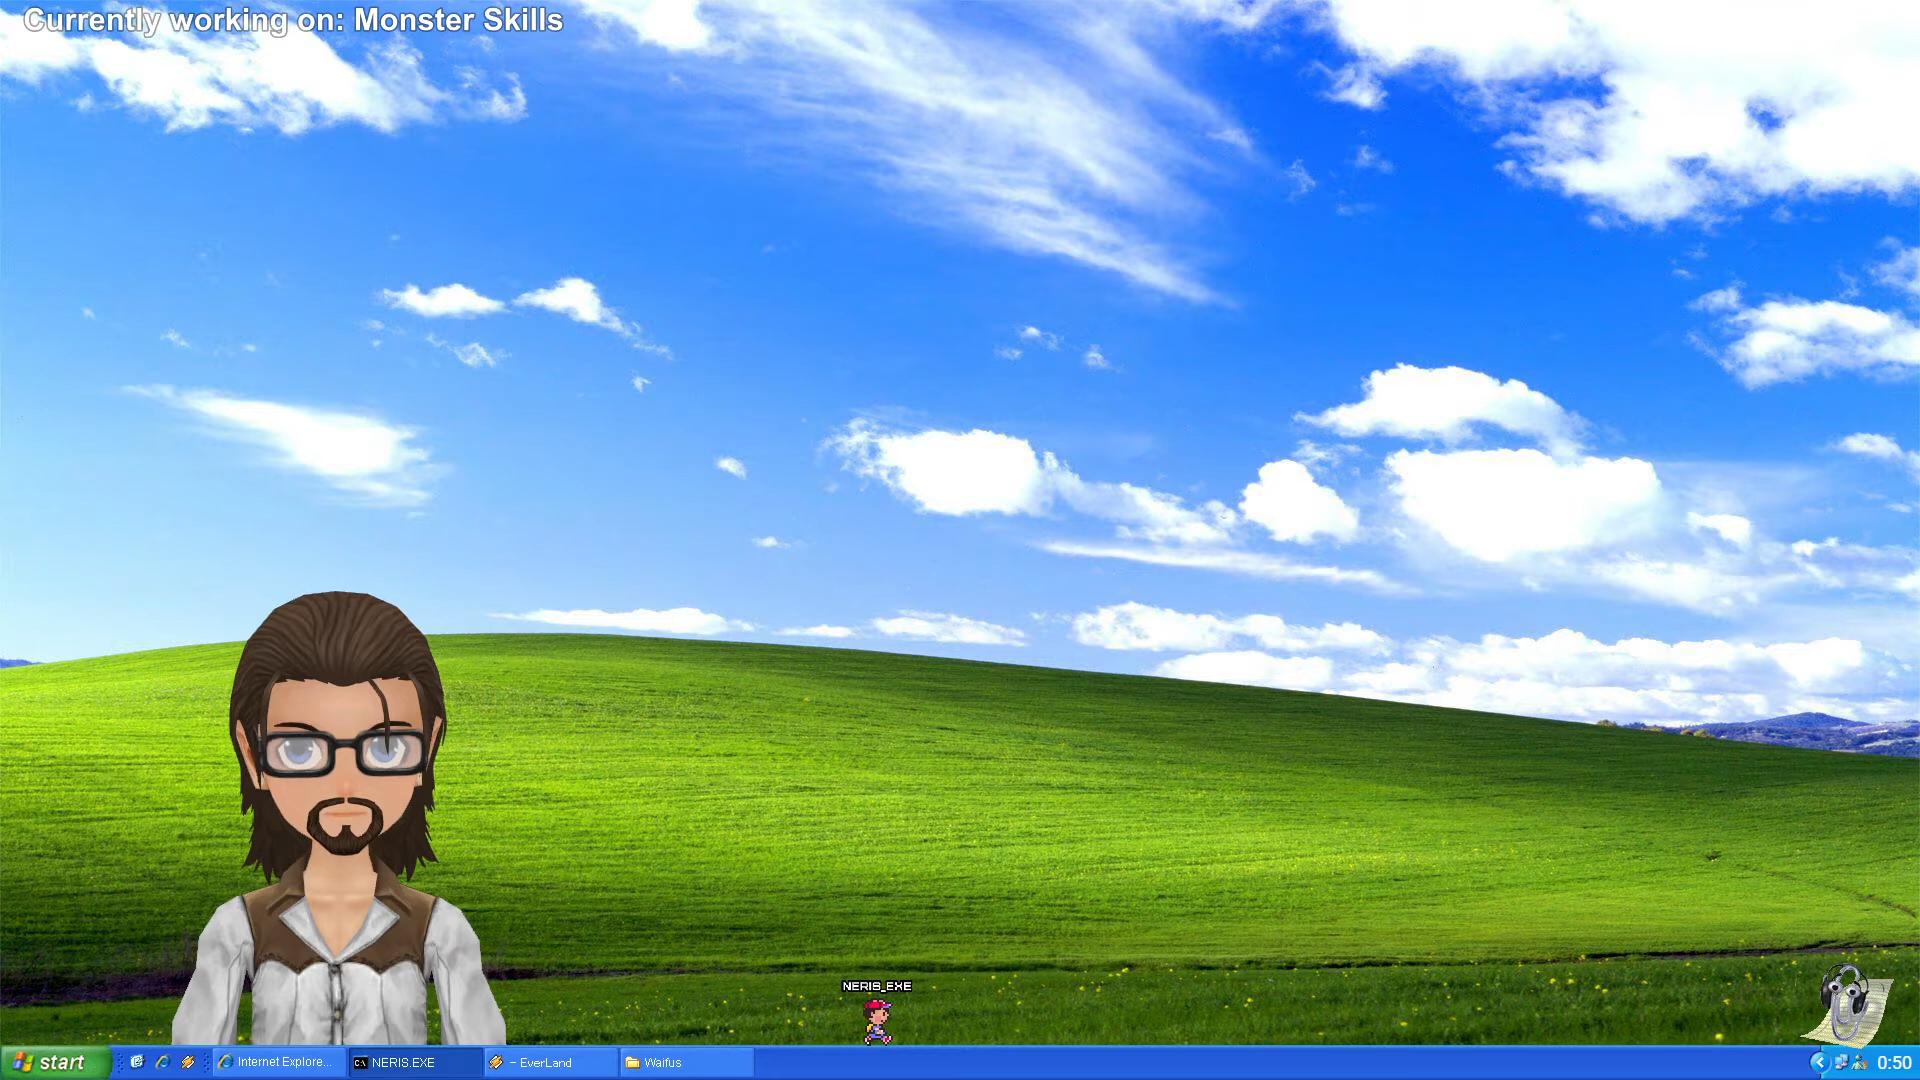 Currently working on: Monster Skills
NERIS_EXE
start
Internet Explore...
NERIS.EXE
- EverLand
Waifus
0:50